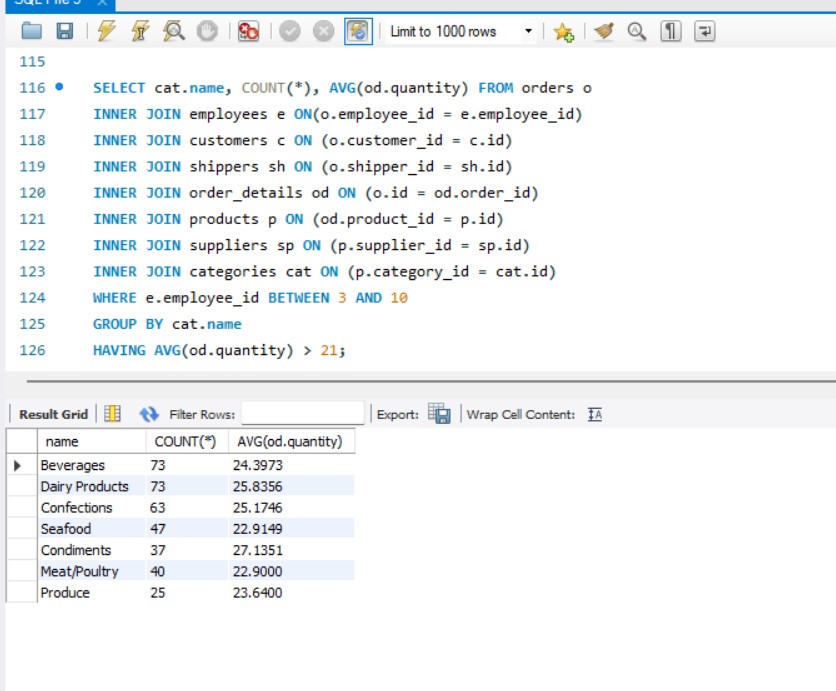 SQL File 3
Limit to 1000 rows
115
116 SELECT cat.name, COUNT(*), AVG(od.quantity) FROM orders o
117 INNER JOIN employees e ON(o.employee_id = e.employee_id)
118 INNER JOIN customers c ON (o.customer_id = c.id)
119 INNER JOIN shippers sh ON (o.shipper_id = sh.id)
120 INNER JOIN order_details od ON (o.id = od.order_id)
121 INNER JOIN products p ON (od.product_id = p.id)
122 INNER JOIN suppliers sp ON (p.supplier_id = sp.id)
123 INNER JOIN categories cat ON (p.category_id = cat.id)
124 WHERE e.employee_id BETWEEN 3 AND 10
125 GROUP BY cat.name
126 HAVING AVG(od.quantity) > 21;
Result Grid Filter Rows: Export: Wrap Cell Content: IA
name COUNT(*) AVG(od.quantity)
Beverages 73 24.3973
Dairy Products 73 25.8356
Confections 63 25.1746
Seafood 47 22.9149
Condiments 37 27.1351
Meat/Poultry 40 22.9000
Produce 25 23.6400